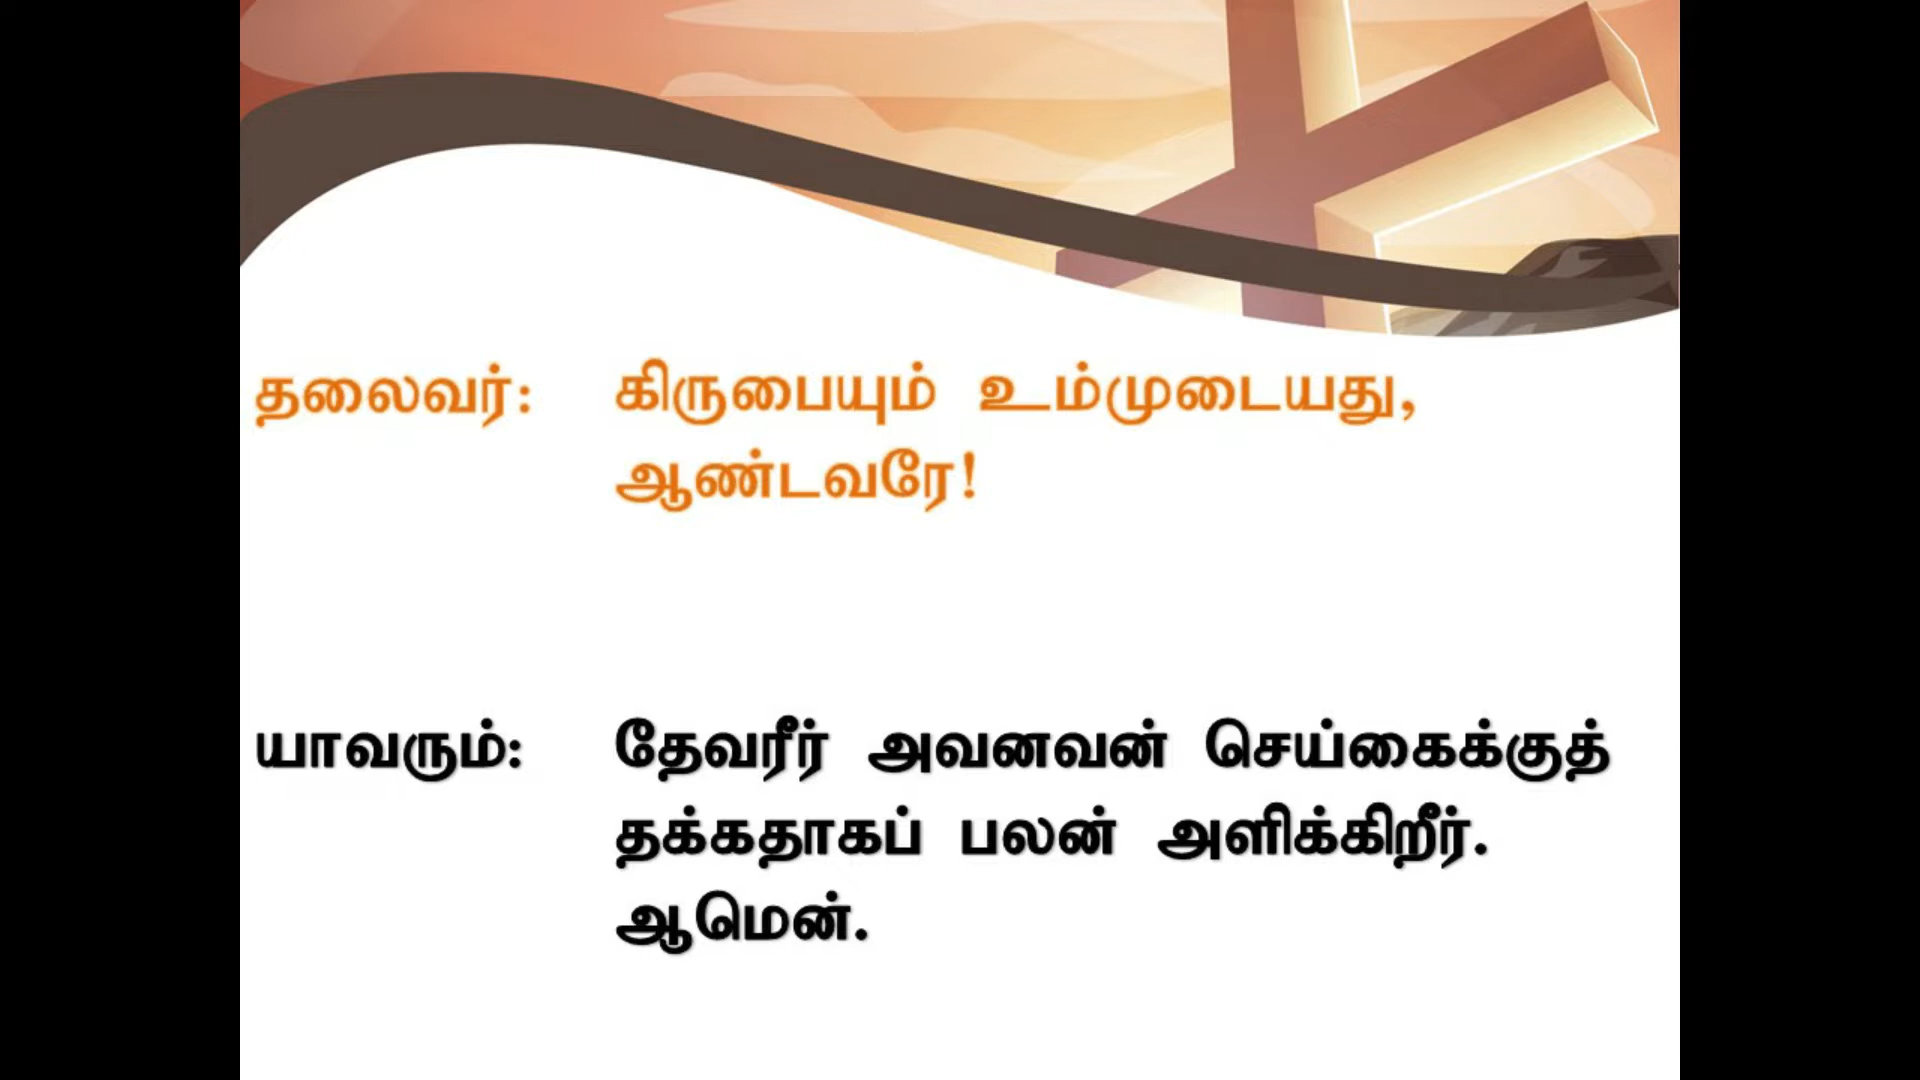 தலைவர்: கிருபையும் உம்முடையது,
ஆண்டவரே!
யாவரும்: தேவரீர் அவனவன் செய்கைக்குத்
தக்கதாகப் பலன் அளிக்கிறீர்.
ஆமென்.